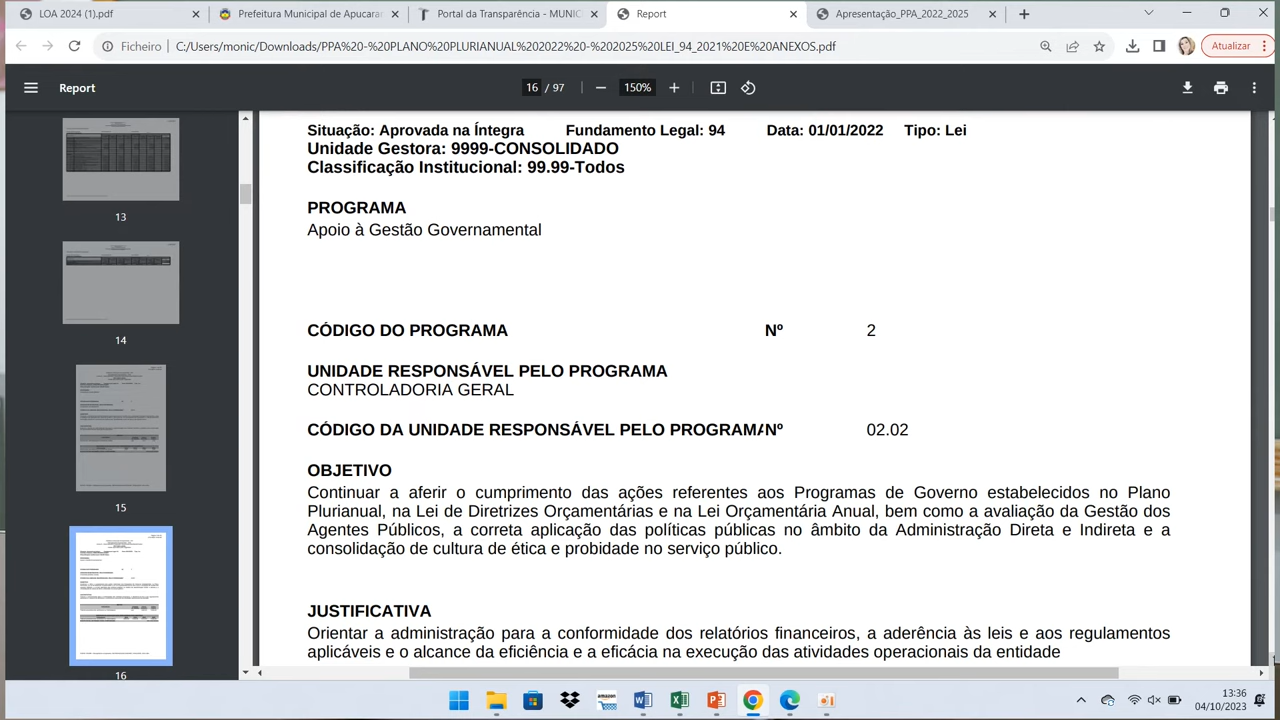 LOA 2024 (1).pdf
Prefeitura Municipal de Apucaran
Portal da Transparência - MUNIC
Report
Apresentação_PPA_2022_2025
Ficheiro
C:/Users/monic/Downloads/PPA%20-%20PLANO%20PLURIANUAL%202022%20-%202025%20LEI_94_2021%20E%20ANEXOS.pdf
Atualizar
Report
16 / 97
150%
Situação: Aprovada na Íntegra Fundamento Legal: 94 Data: 01/01/2022 Tipo: Lei
Unidade Gestora: 9999-CONSOLIDADO
Classificação Institucional: 99.99-Todos
PROGRAMA
Apoio à Gestão Governamental
CÓDIGO DO PROGRAMA Nº 2
UNIDADE RESPONSÁVEL PELO PROGRAMA
CONTROLADORIA GERAL
CÓDIGO DA UNIDADE RESPONSÁVEL PELO PROGRAMA Nº 02.02
OBJETIVO
Continuar a aferir o cumprimento das ações referentes aos Programas de Governo estabelecidos no Plano
Plurianual, na Lei de Diretrizes Orçamentárias e na Lei Orçamentária Anual, bem como a avaliação da Gestão dos
Agentes Públicos, a correta aplicação das políticas públicas no âmbito da Administração Direta e Indireta e a
consolidação de cultura de ética e probidade no serviço público.
JUSTIFICATIVA
Orientar a administração para a conformidade dos relatórios financeiros, a aderência às leis e aos regulamentos
aplicáveis e o alcance da eficiência e a eficácia na execução das atividades operacionais da entidade
13
14
15
16
amazon
13:36
04/10/2023